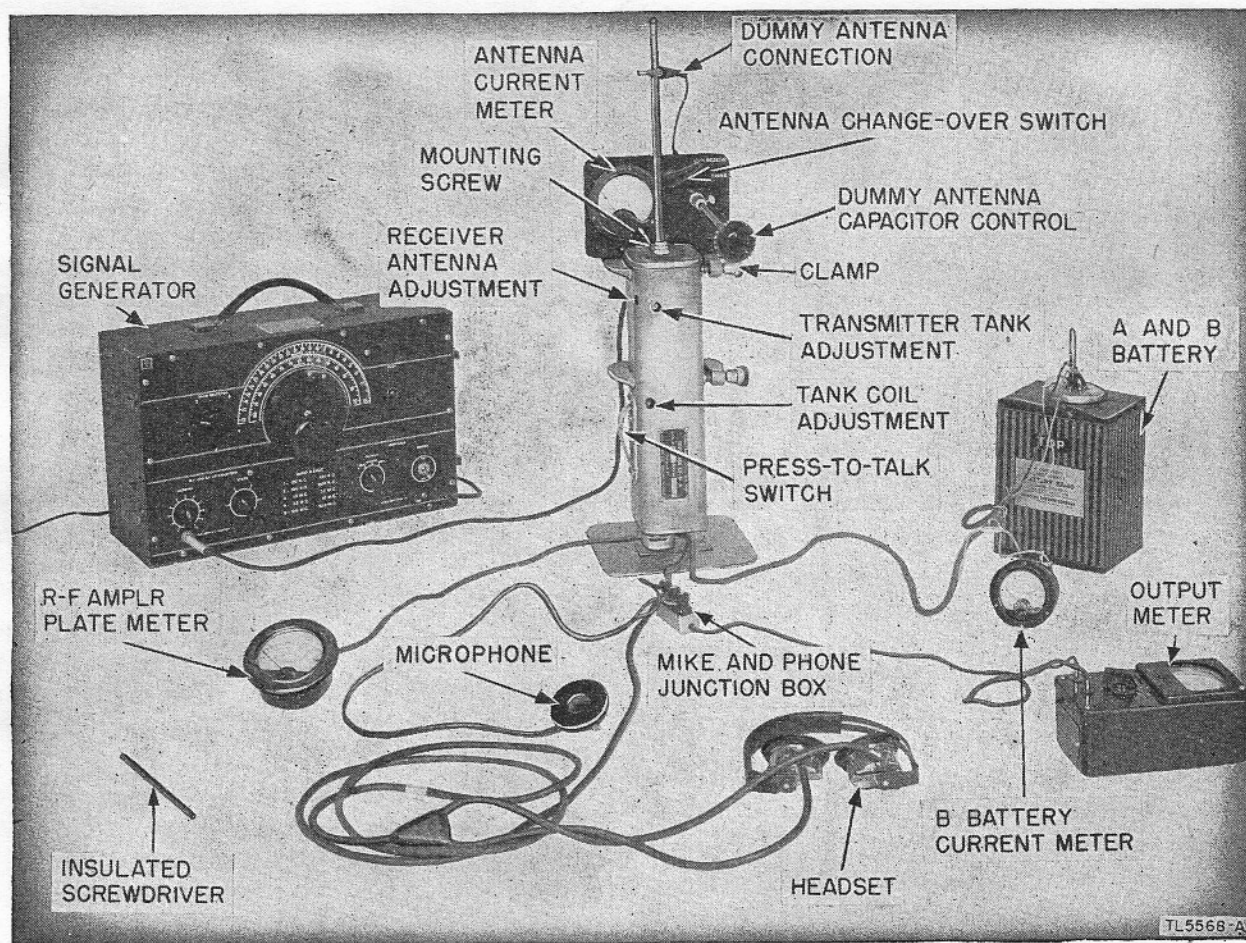 DUMMY ANTENNA
CONNECTION
ANTENNA
CURRENT
METER
ANTENNA CHANGE-OVER SWITCH
MOUNTING
SCREW
DUMMY ANTENNA
CAPACITOR CONTROL
RECEIVER
ANTENNA
ADJUSTMENT
SIGNAL
GENERATOR
CLAMP
TRANSMITTER TANK
ADJUSTMENT
A AND B
BATTERY
TANK COIL
ADJUSTMENT
PRESS-TO-TALK
SWITCH
R-F AMPLR
PLATE METER
OUTPUT
METER
MICROPHONE
MIKE AND PHONE
JUNCTION BOX
B BATTERY
CURRENT METER
INSULATED
SCREWDRIVER
HEADSET
TL5568-A